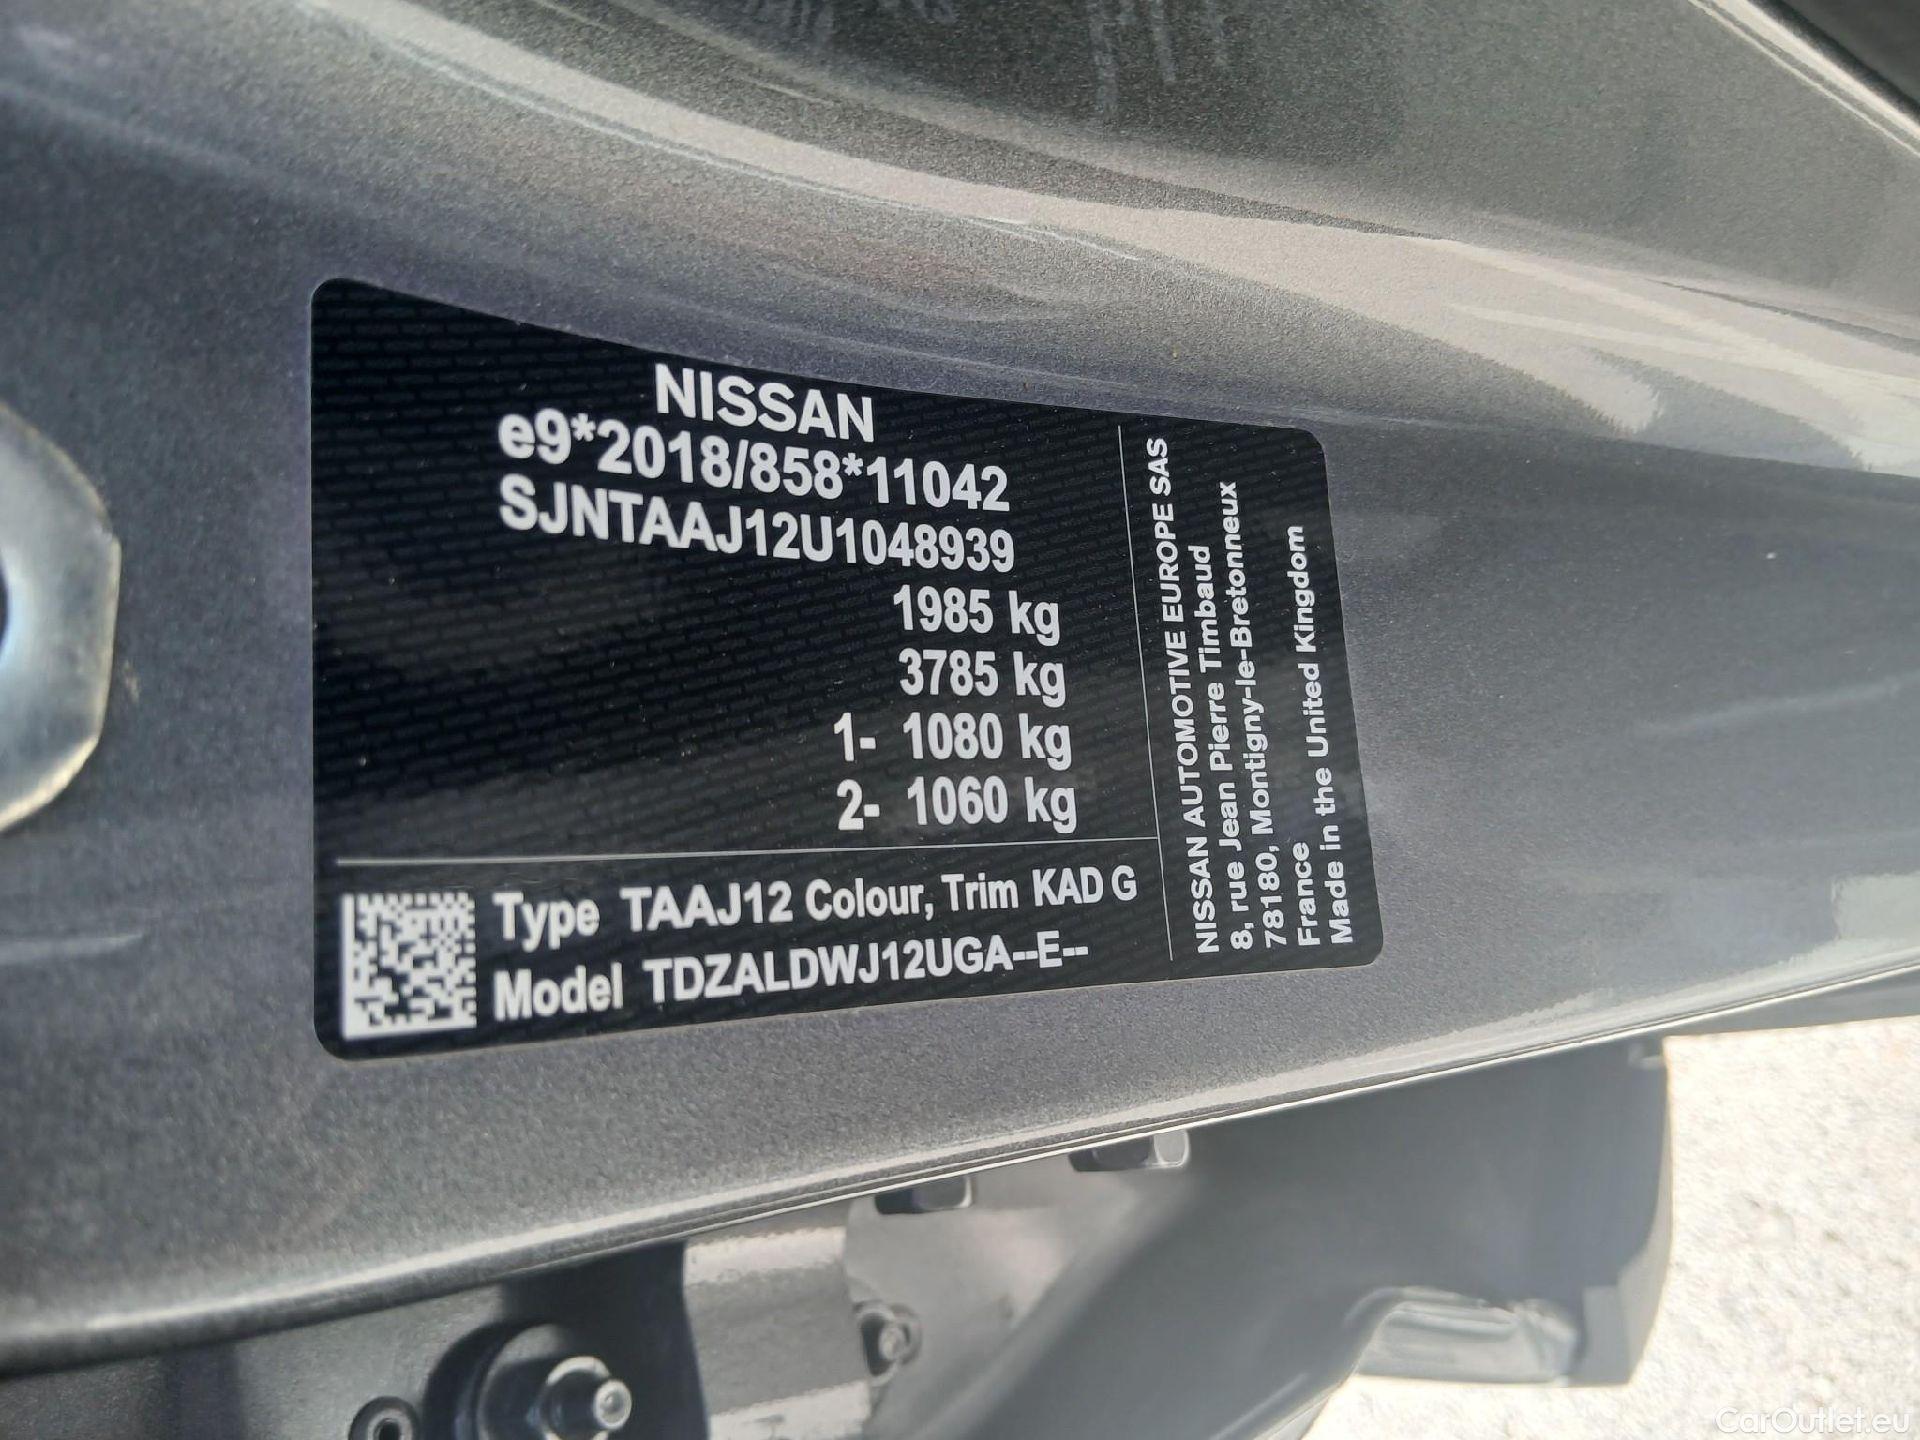 NISSAN
e9*2018/858*11042
SJNTAAJ12U1048939
1985 kg
3785 kg
1- 1080 kg
2- 1060 kg
Type TAAJ12 Colour, Trim KAD G
Model TDZALDWJ12UGA--E--
NISSAN AUTOMOTIVE EUROPE SAS
8, rue Jean Pierre Timbaud
78180, Montigny-le-Bretonneux
France
Made in the United Kingdom
CarOutlet.eu